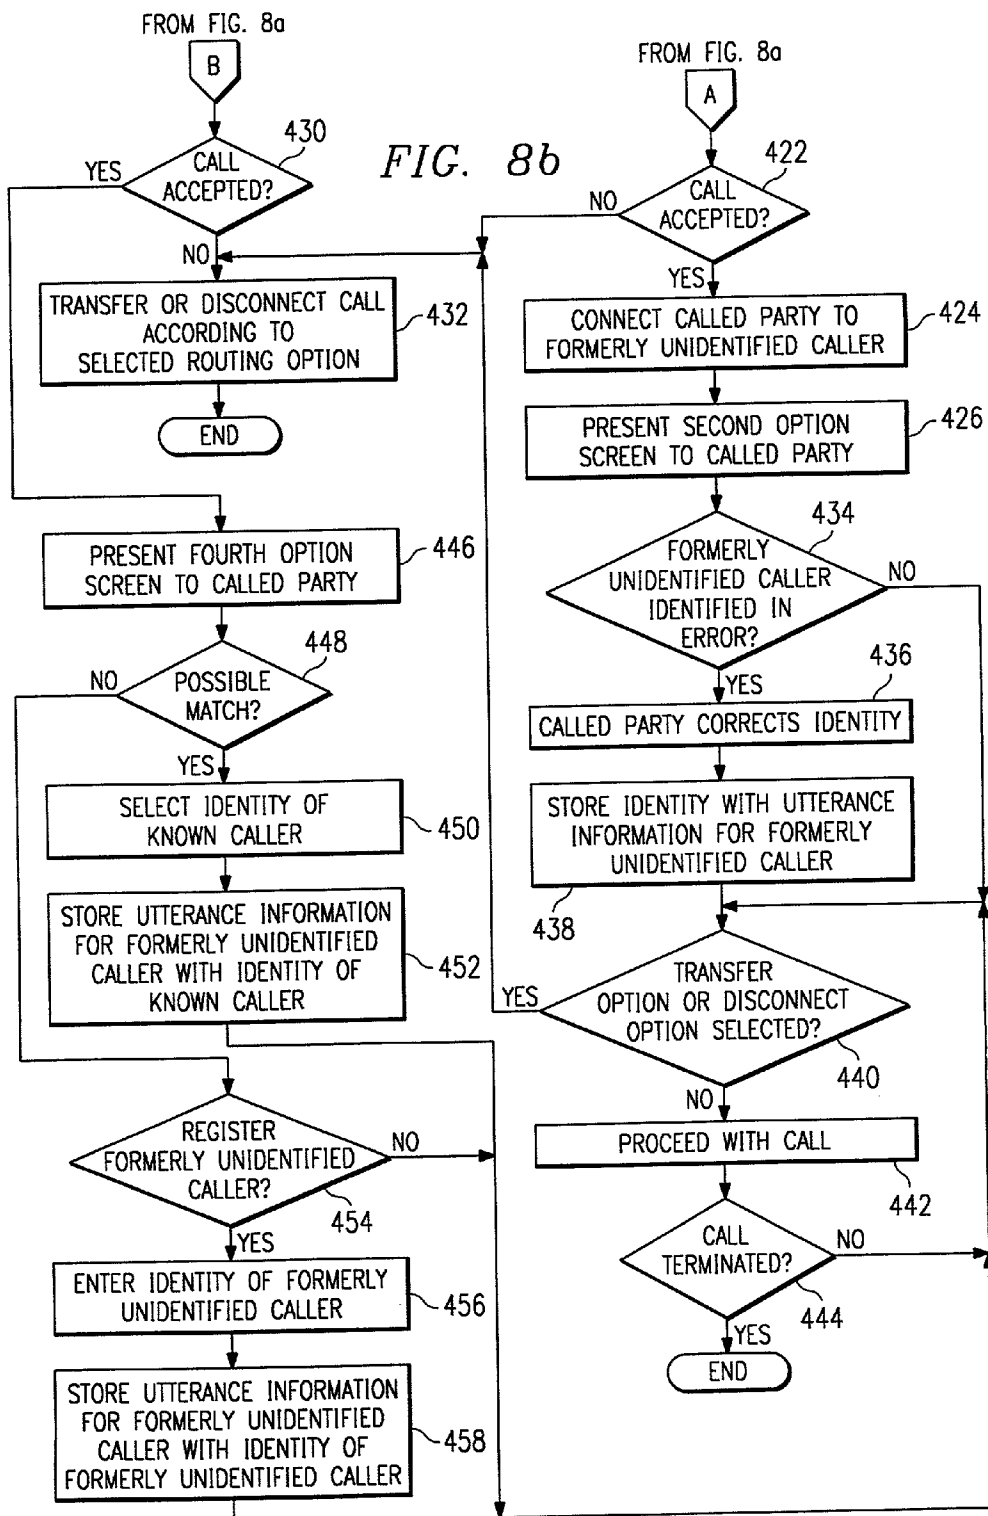 FROM FIG. 8a
B
430
YES
CALL
ACCEPTED?
NO
TRANSFER OR DISCONNECT CALL
ACCORDING TO
SELECTED ROUTING OPTION
432
END
FIG. 8b
FROM FIG. 8a
A
422
CALL
ACCEPTED?
NO
YES
CONNECT CALLED PARTY TO
FORMERLY UNIDENTIFIED CALLER
424
PRESENT SECOND OPTION
SCREEN TO CALLED PARTY
426
434
FORMERLY
UNIDENTIFIED CALLER
IDENTIFIED IN
ERROR?
NO
YES
436
CALLED PARTY CORRECTS IDENTITY
STORE IDENTITY WITH UTTERANCE
INFORMATION FOR FORMERLY
UNIDENTIFIED CALLER
438
TRANSFER
OPTION OR DISCONNECT
OPTION SELECTED?
YES
440
NO
PROCEED WITH CALL
442
CALL
TERMINATED?
NO
444
YES
END
PRESENT FOURTH OPTION
SCREEN TO CALLED PARTY
446
448
NO
POSSIBLE
MATCH?
YES
SELECT IDENTITY OF
KNOWN CALLER
450
STORE UTTERANCE INFORMATION
FOR FORMERLY UNIDENTIFIED
CALLER WITH IDENTITY OF
KNOWN CALLER
452
REGISTER
FORMERLY UNIDENTIFIED
CALLER?
NO
454
YES
ENTER IDENTITY OF FORMERLY
UNIDENTIFIED CALLER
456
STORE UTTERANCE INFORMATION
FOR FORMERLY UNIDENTIFIED
CALLER WITH IDENTITY OF
FORMERLY UNIDENTIFIED CALLER
458